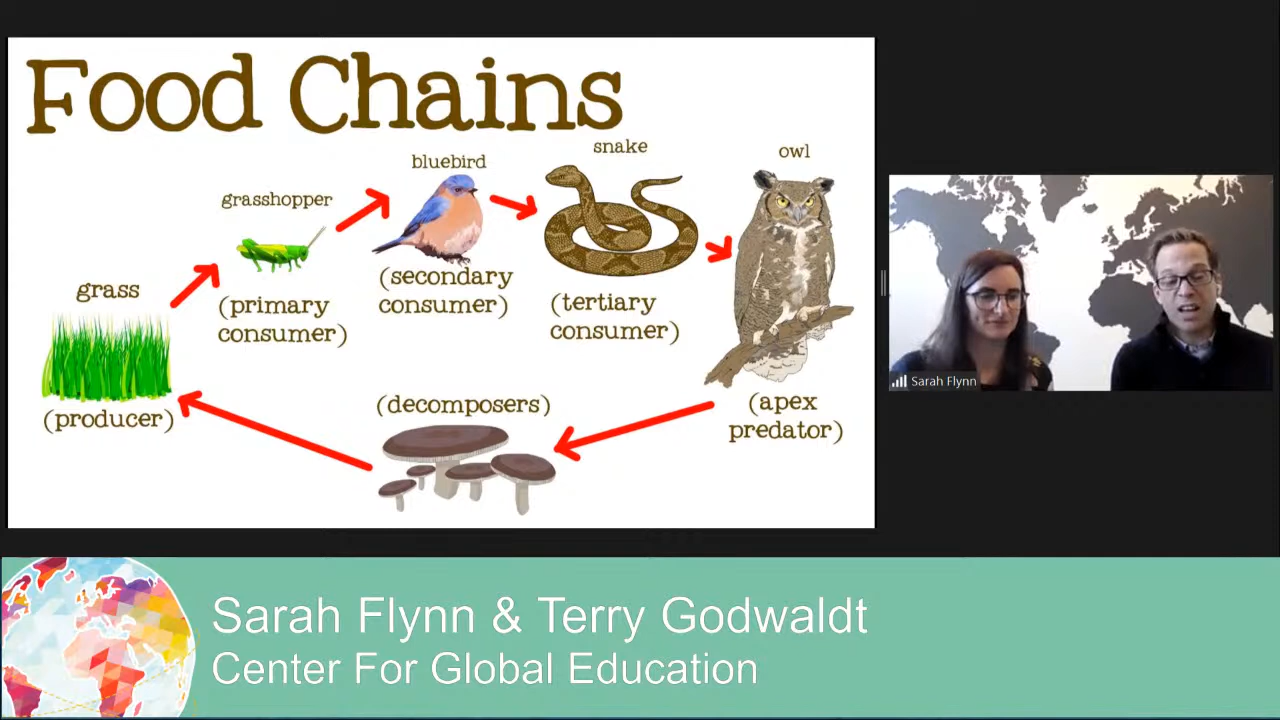 Food Chains
grass
(producer)
grasshopper
(primary
consumer)
bluebird
(secondary
consumer)
snake
(tertiary
consumer)
owl
(apex
predator)
(decomposers)
Sarah Flynn
Sarah Flynn & Terry Godwaldt
Center For Global Education